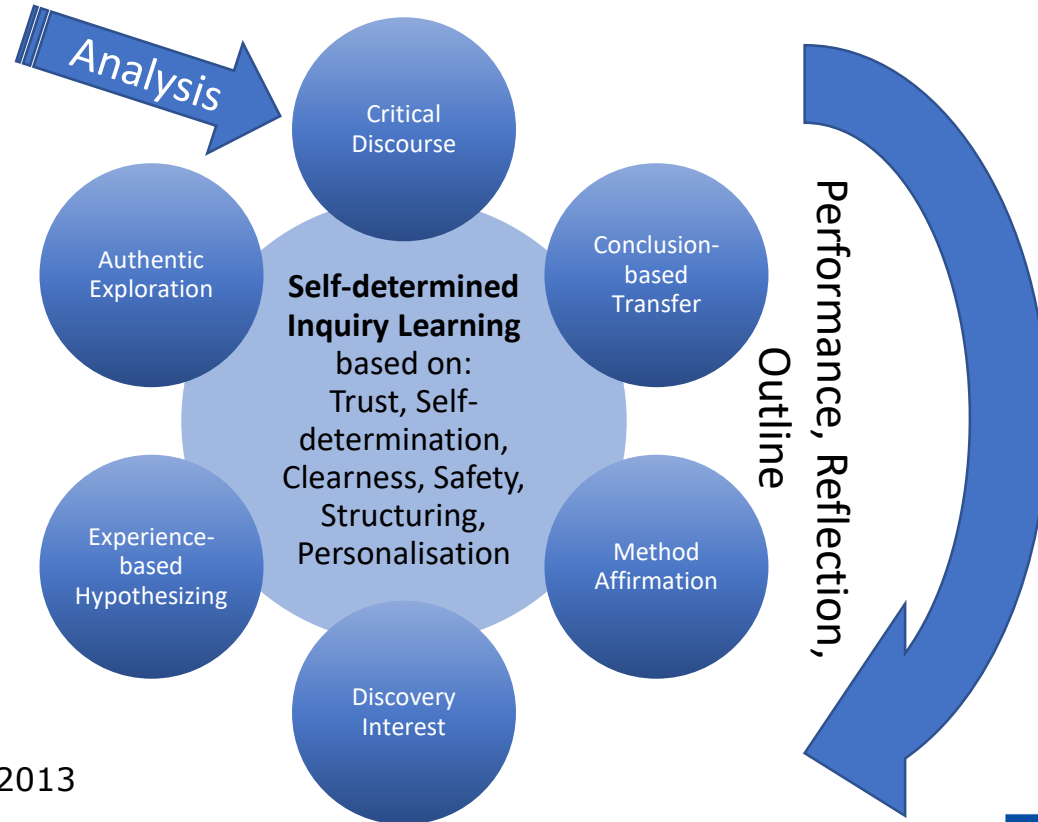 Analysis
Critical
Discourse
Authentic
Exploration
Conclusion-
based
Transfer
Self-determined
Inquiry Learning
based on:
Trust, Self-
determination,
Clearness, Safety,
Structuring,
Personalisation
Performance, Reflection,
Outline
Experience-
based
Hypothesizing
Method
Affirmation
Discovery
Interest
2013